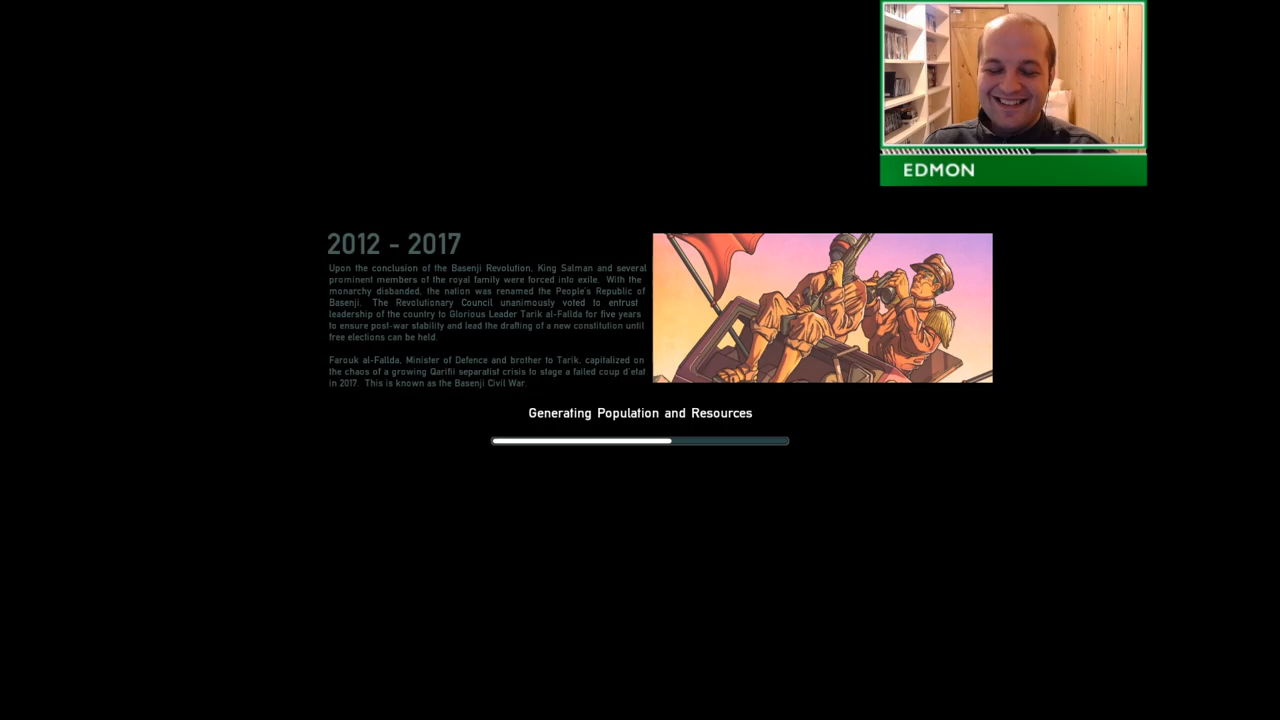 EDMON
2012 - 2017
Upon the conclusion of the Basenji Revolution, King Salman and several
prominent members of the royal family were forced into exile. With the
monarchy disbanded, the nation was renamed the People's Republic of
Basenji. The Revolutionary Council unanimously voted to entrust
leadership of the country to Glorious Leader Tarik al-Fallda for five years
to ensure post-war stability and lead the drafting of a new constitution until
free elections can be held.
Farouk al-Fallda, Minister of Defence and brother to Tarik, capitalized on
the chaos of a growing Qarifii separatist crisis to stage a failed coup d'etat
in 2017. This is known as the Basenji Civil War.
Generating Population and Resources